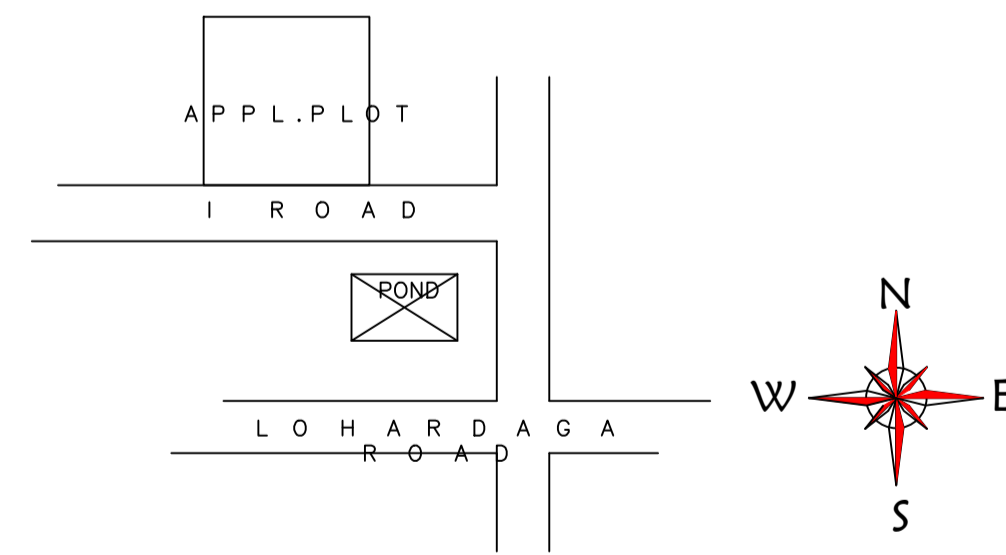 APPL.PLOT
I ROAD
POND
LOHARDAGA
ROAD
N
W
E
S